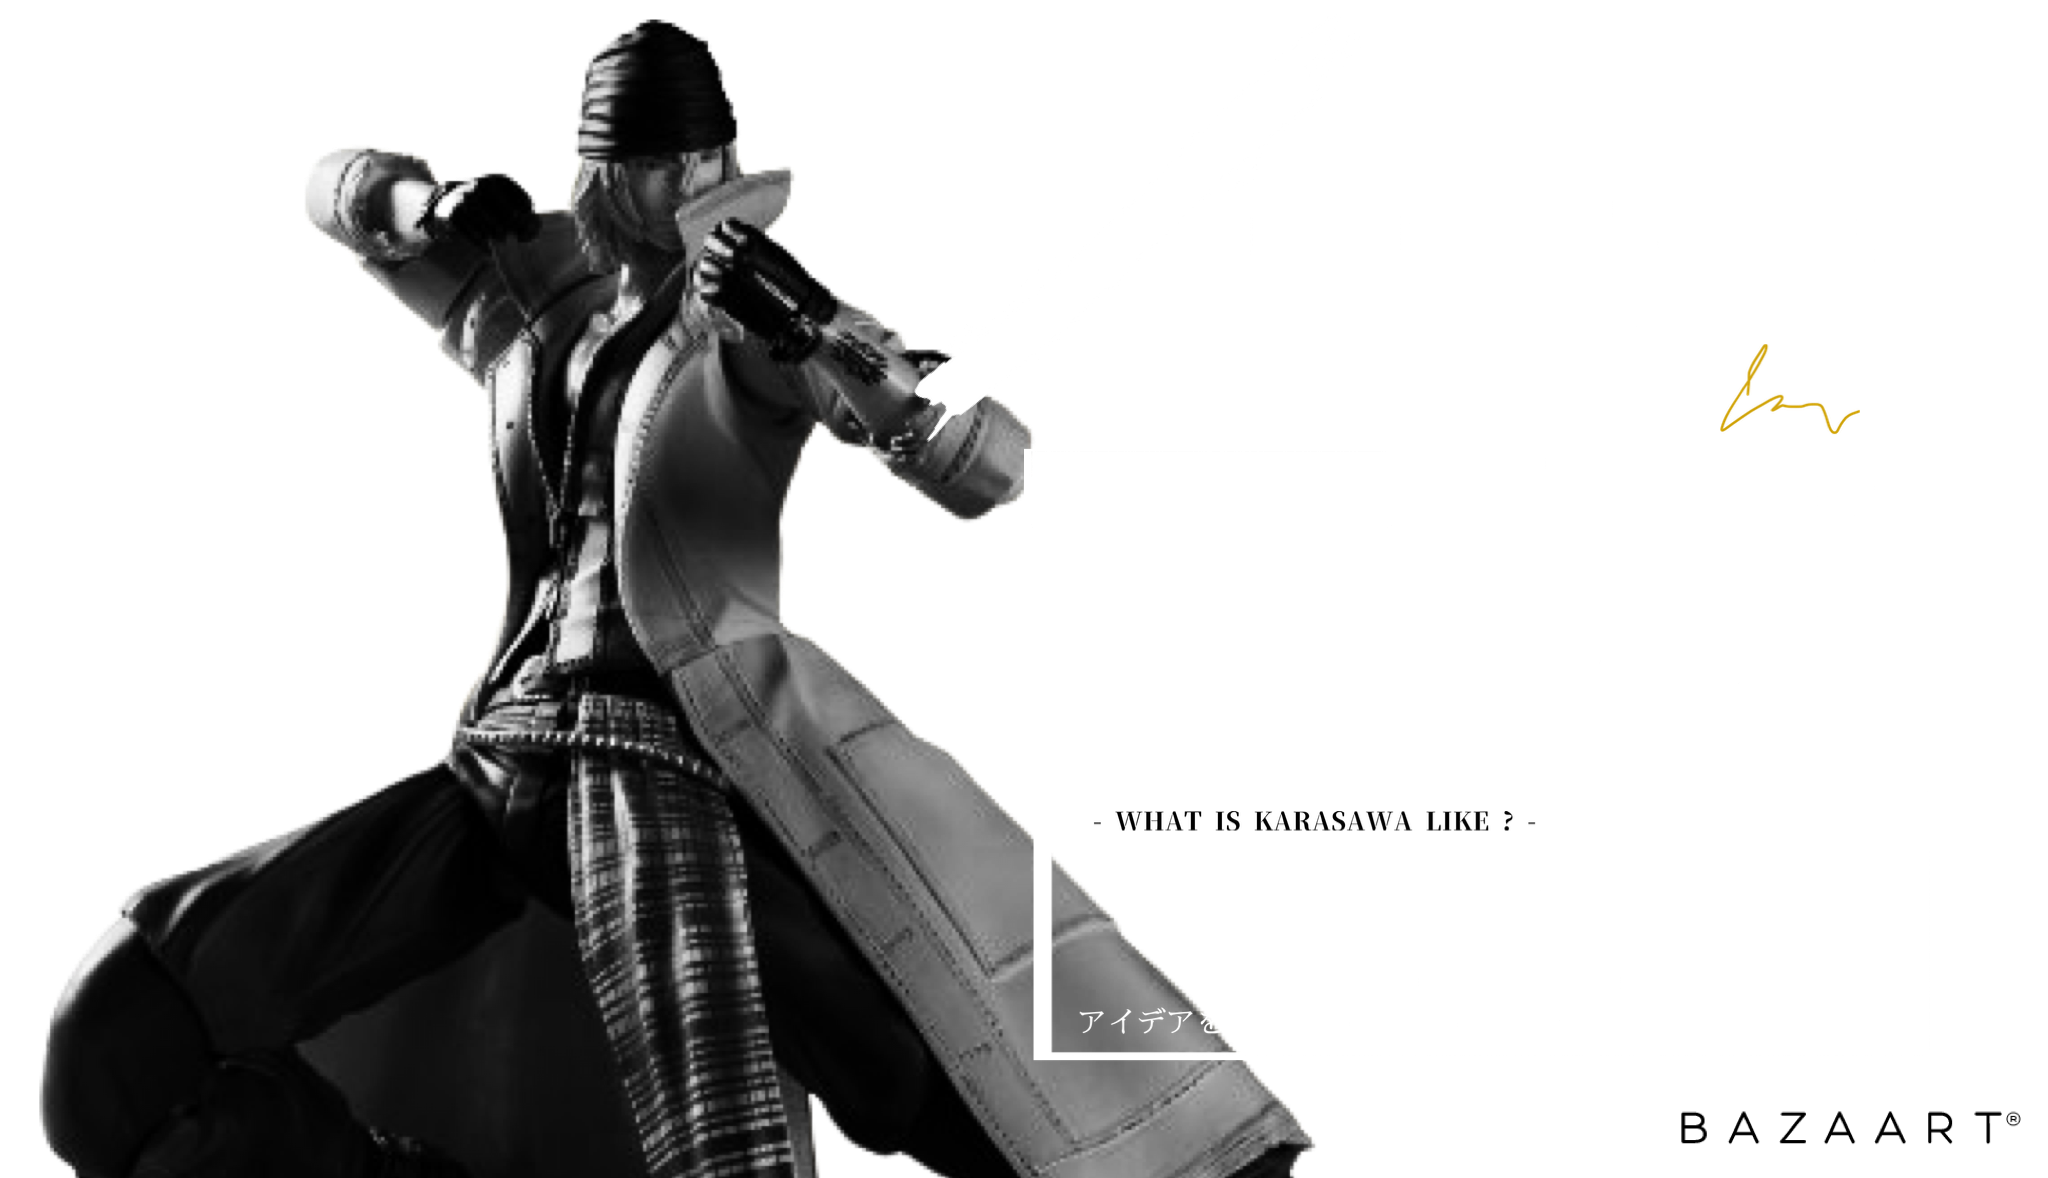 - WHAT IS KARASAWA LIKE ? -
アイデアを
BAZAART®